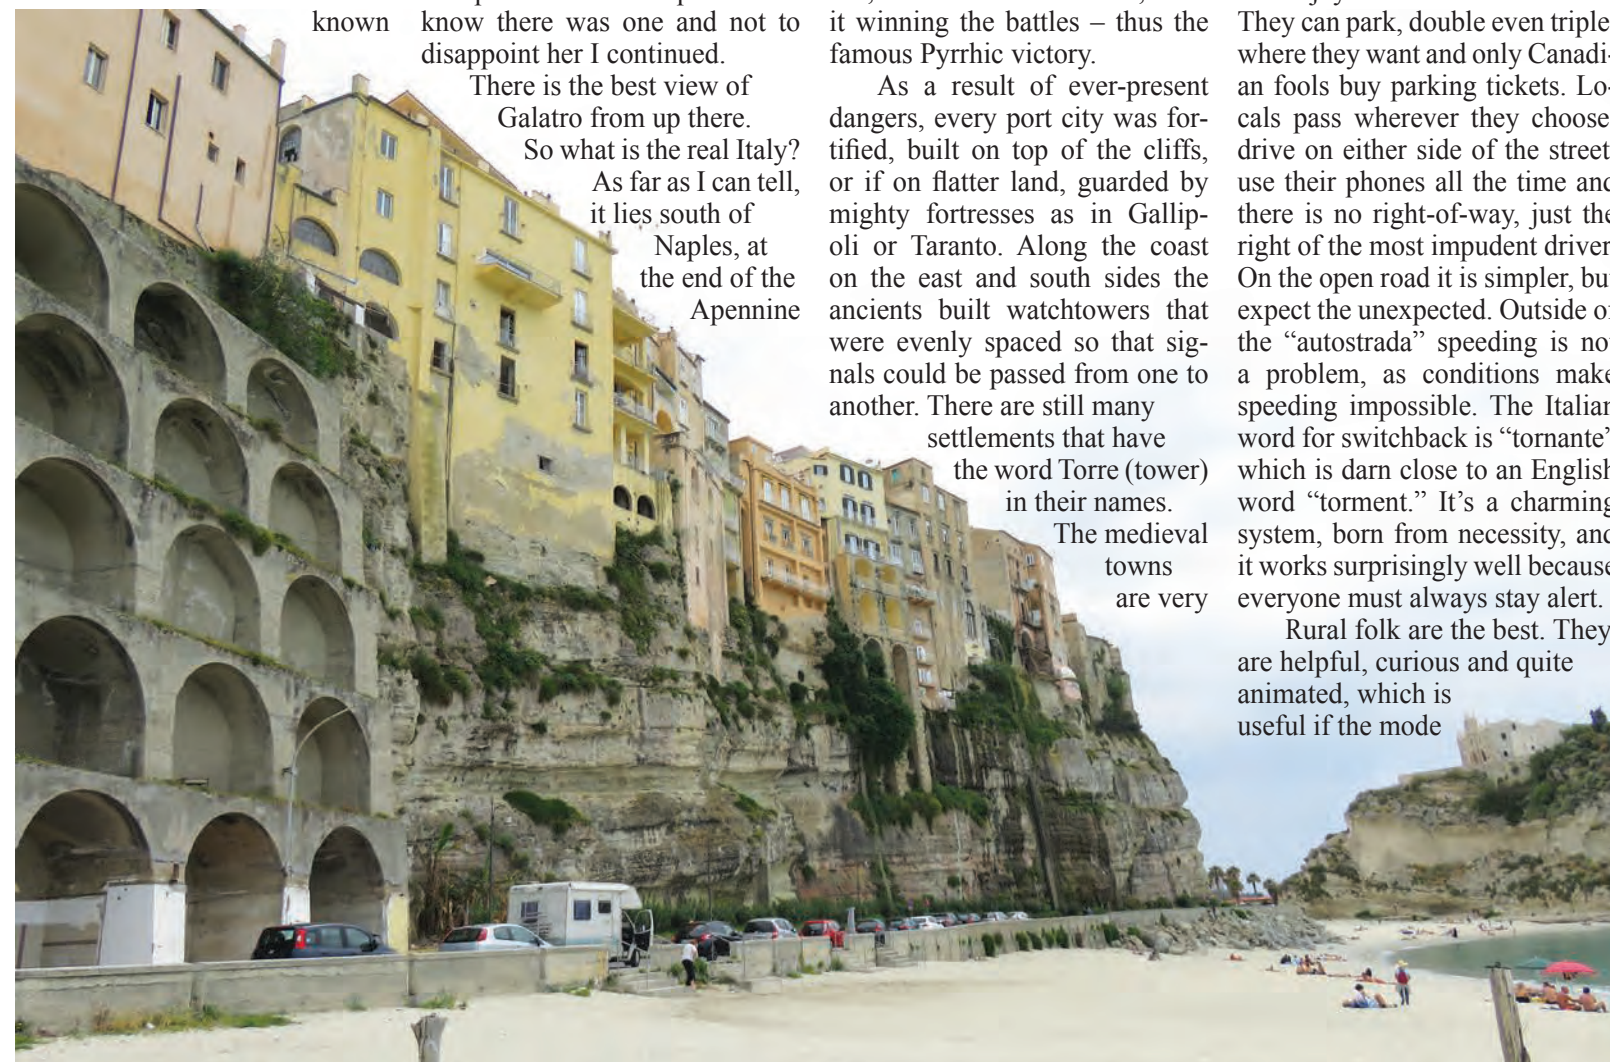 known
know there was one and not to
disappoint her I continued.
There is the best view of
Galatro from up there.
So what is the real Italy?
As far as I can tell,
it lies south of
Naples, at
the end of the
Apennine
it winning the battles – thus the
famous Pyrrhic victory.
As a result of ever-present
dangers, every port city was for-
tified, built on top of the cliffs,
or if on flatter land, guarded by
mighty fortresses as in Gallip-
oli or Taranto. Along the coast
on the east and south sides the
ancients built watchtowers that
were evenly spaced so that sig-
nals could be passed from one to
another. There are still many
settlements that have
the word Torre (tower)
in their names.
The medieval
towns
are very
They can park, double even triple
where they want and only Canadi-
an fools buy parking tickets. Lo-
cals pass wherever they choose
drive on either side of the street
use their phones all the time and
there is no right-of-way, just the
right of the most impudent driver
On the open road it is simpler, but
expect the unexpected. Outside of
the “autostrada” speeding is not
a problem, as conditions make
speeding impossible. The Italian
word for switchback is “tornante”
which is darn close to an English
word “torment.” It’s a charming
system, born from necessity, and
it works surprisingly well because
everyone must always stay alert.
Rural folk are the best. They
are helpful, curious and quite
animated, which is
useful if the mode